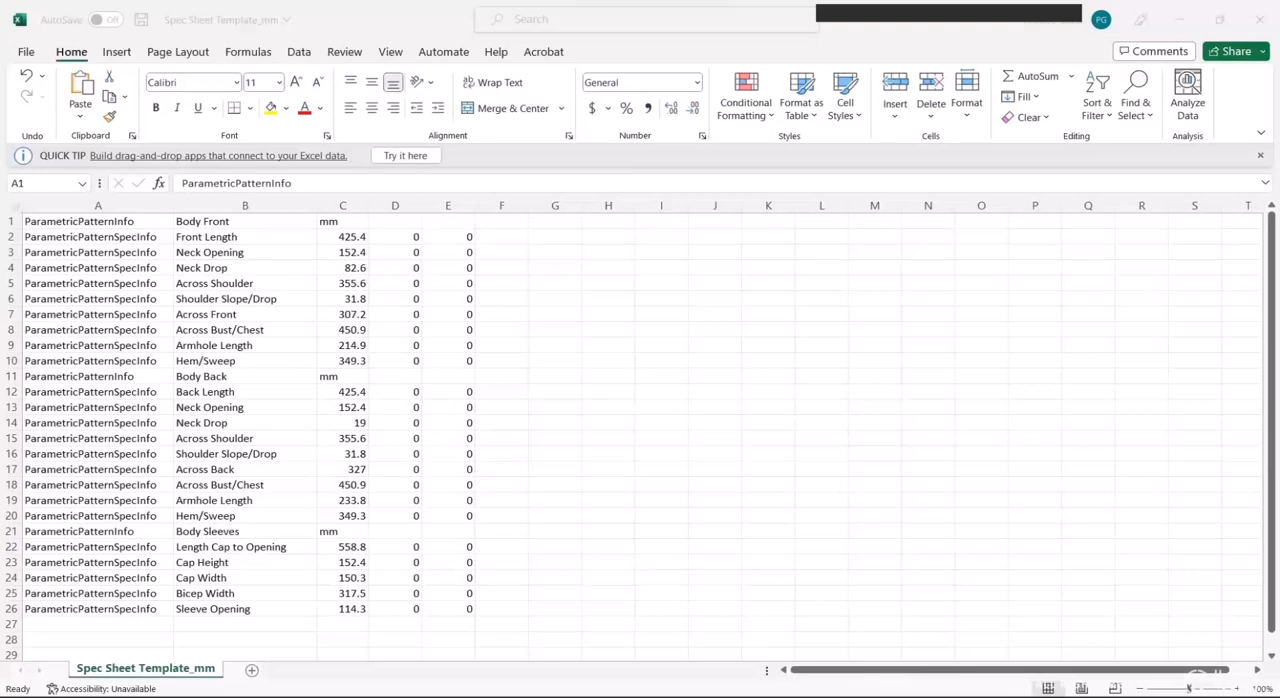 AutoSave Off Spec Sheet Template_mm Search PG
File Home Insert Page Layout Formulas Data Review View Automate Help Acrobat Comments Share
Calibri 11 Wrap Text General AutoSum
Paste Conditional Formatting Format as Table Cell Styles Insert Delete Format Fill Sort & Filter Find & Select Analyze Data
B I U A Merge & Center $ % Clear
Undo Clipboard Font Alignment Number Styles Cells Editing Analysis
QUICK TIP Build drag-and-drop apps that connect to your Excel data. Try it here
A1 fx ParametricPatternInfo
A B C D E F G H I J K L M N O P Q R S T
1 ParametricPatternInfo Body Front mm
2 ParametricPatternSpecInfo Front Length 425.4 0 0
3 ParametricPatternSpecInfo Neck Opening 152.4 0 0
4 ParametricPatternSpecInfo Neck Drop 82.6 0 0
5 ParametricPatternSpecInfo Across Shoulder 355.6 0 0
6 ParametricPatternSpecInfo Shoulder Slope/Drop 31.8 0 0
7 ParametricPatternSpecInfo Across Front 307.2 0 0
8 ParametricPatternSpecInfo Across Bust/Chest 450.9 0 0
9 ParametricPatternSpecInfo Armhole Length 214.9 0 0
10 ParametricPatternSpecInfo Hem/Sweep 349.3 0 0
11 ParametricPatternInfo Body Back mm
12 ParametricPatternSpecInfo Back Length 425.4 0 0
13 ParametricPatternSpecInfo Neck Opening 152.4 0 0
14 ParametricPatternSpecInfo Neck Drop 19 0 0
15 ParametricPatternSpecInfo Across Shoulder 355.6 0 0
16 ParametricPatternSpecInfo Shoulder Slope/Drop 31.8 0 0
17 ParametricPatternSpecInfo Across Back 327 0 0
18 ParametricPatternSpecInfo Across Bust/Chest 450.9 0 0
19 ParametricPatternSpecInfo Armhole Length 233.8 0 0
20 ParametricPatternSpecInfo Hem/Sweep 349.3 0 0
21 ParametricPatternInfo Body Sleeves mm
22 ParametricPatternSpecInfo Length Cap to Opening 558.8 0 0
23 ParametricPatternSpecInfo Cap Height 152.4 0 0
24 ParametricPatternSpecInfo Cap Width 150.3 0 0
25 ParametricPatternSpecInfo Bicep Width 317.5 0 0
26 ParametricPatternSpecInfo Sleeve Opening 114.3 0 0
27
28
29
Spec Sheet Template_mm
Ready Accessibility: Unavailable 100%